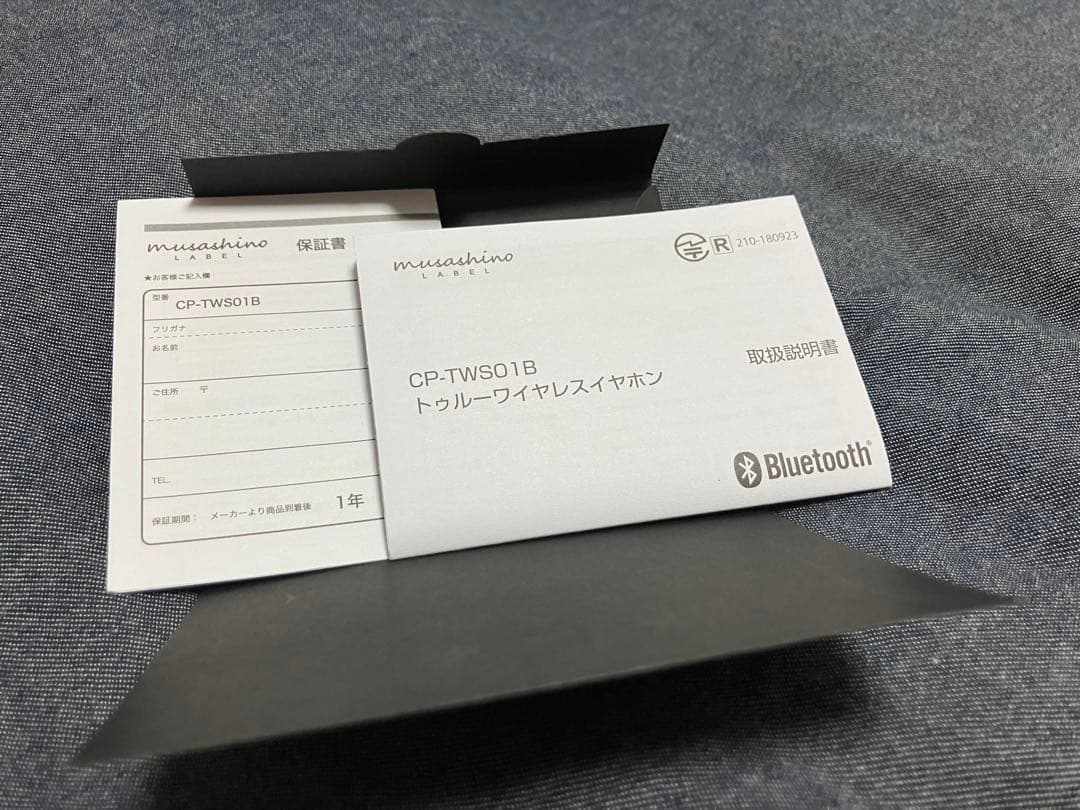 musashino
LABEL
保証書
★お客様ご記入欄
型番 CP-TWS01B
フリガナ
お名前
ご住所 〒
TEL.
保証期間： メーカーより商品到着後 1年
musashino
LABEL
R 210-180923
CP-TWS01B
トゥルーワイヤレスイヤホン
取扱説明書
Bluetooth®